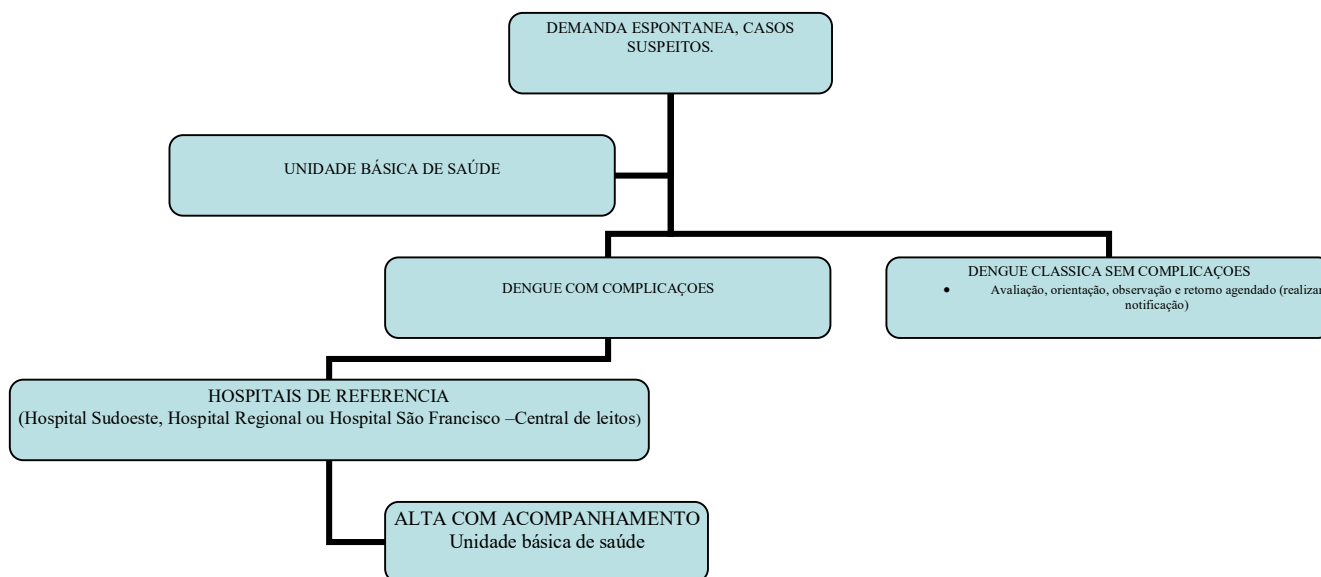 DEMANDA ESPONTANEA, CASOS
SUSPEITOS.
UNIDADE BÁSICA DE SAÚDE
DENGUE COM COMPLICAÇOES
DENGUE CLASSICA SEM COMPLICAÇOES
• Avaliação, orientação, observação e retorno agendado (realizar
notificação)
HOSPITAIS DE REFERENCIA
(Hospital Sudoeste, Hospital Regional ou Hospital São Francisco –Central de leitos)
ALTA COM ACOMPANHAMENTO
Unidade básica de saúde